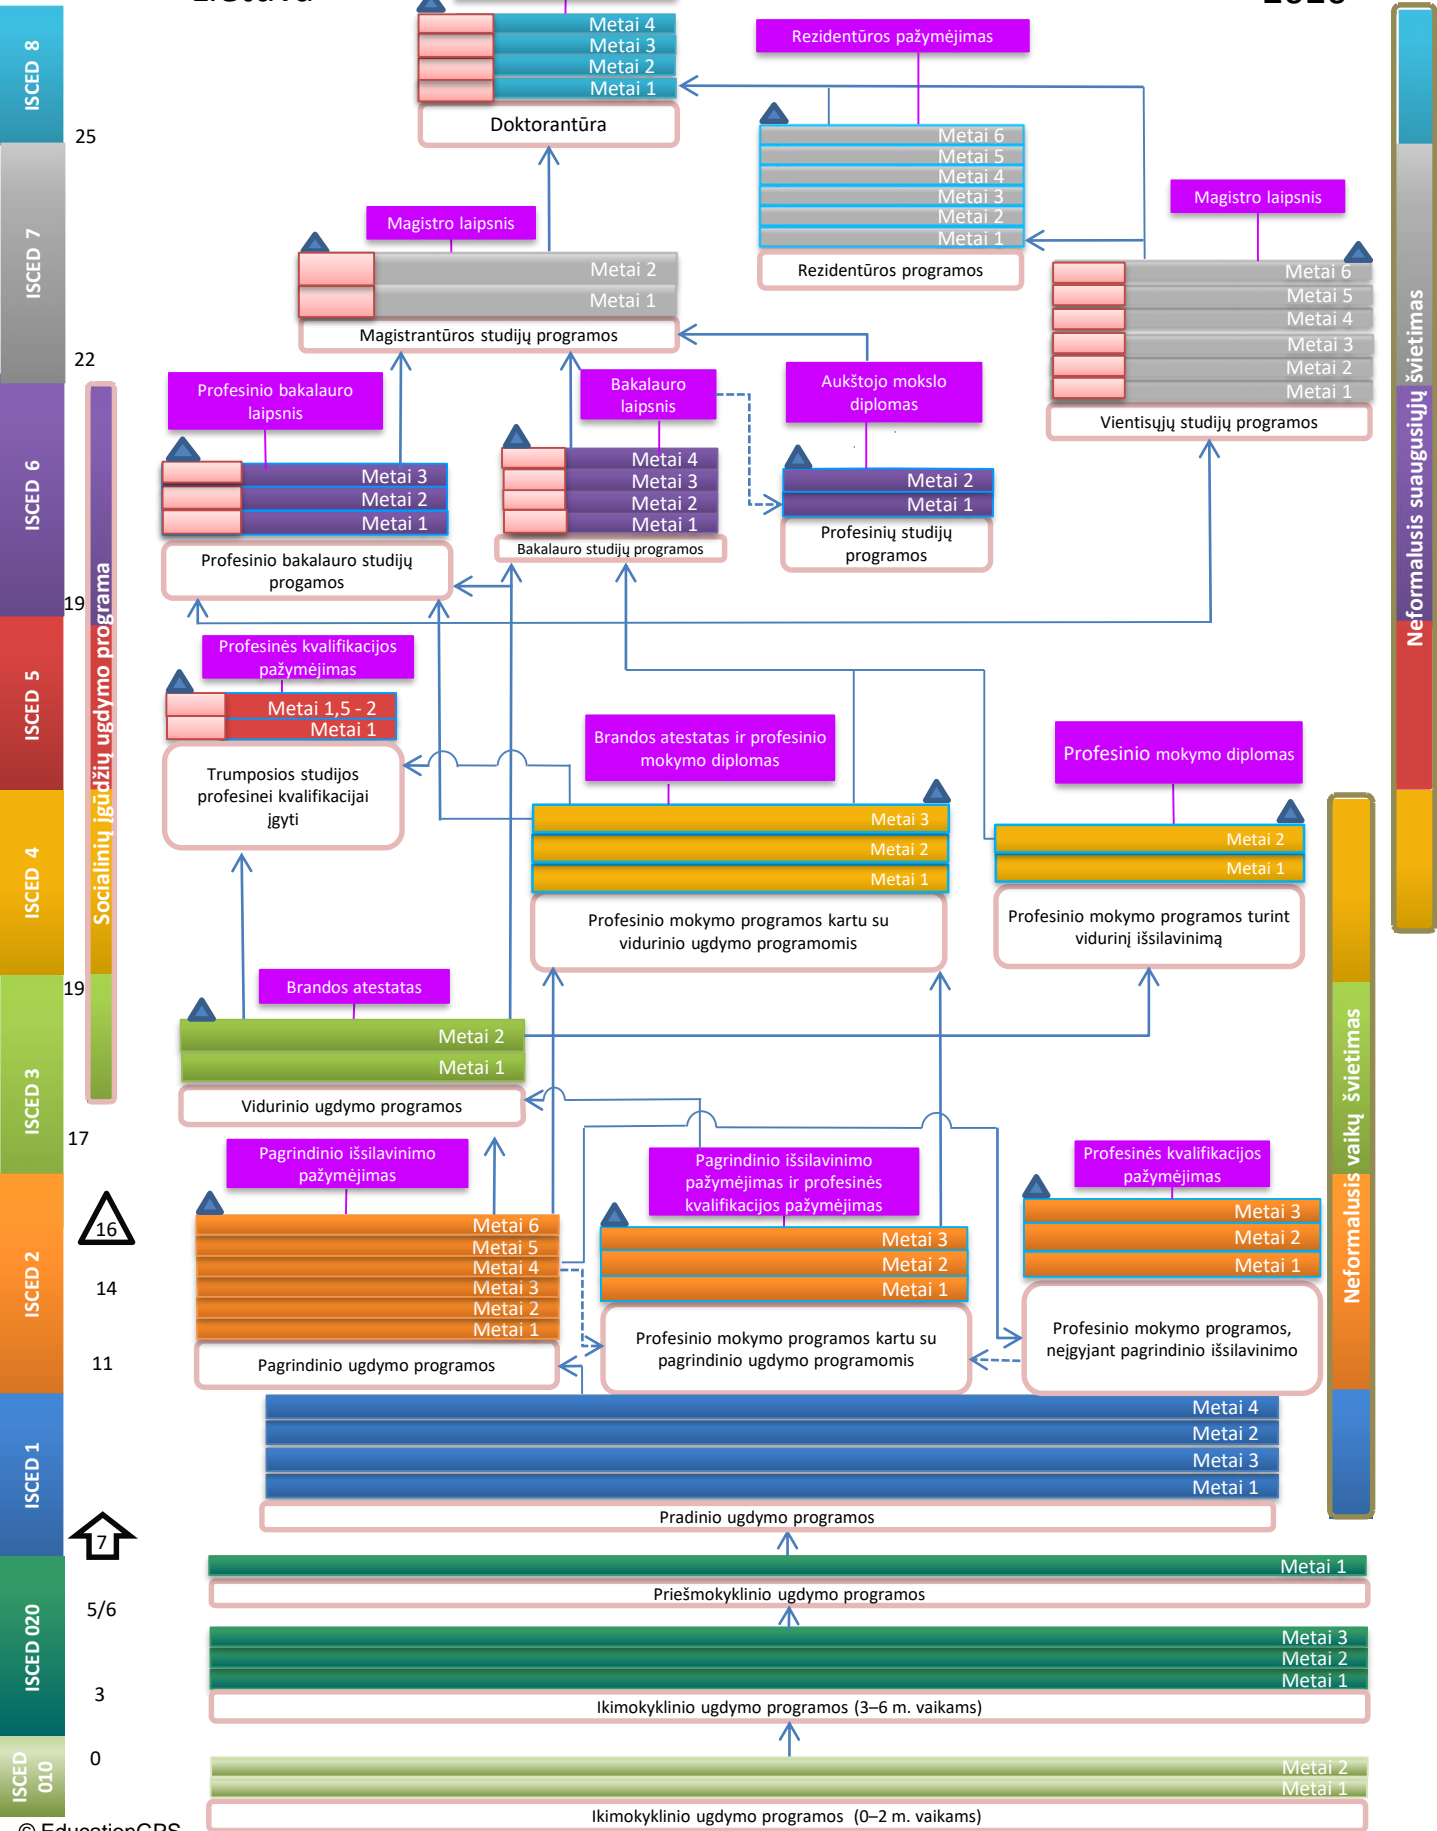 Metai 4
Metai 3
Metai 2
Metai 1
Doktorantūra
Rezidentūros pažymėjimas
Metai 6
Metai 5
Metai 4
Metai 3
Metai 2
Metai 1
Rezidentūros programos
Magistro laipsnis
Metai 2
Metai 1
Magistrantūros studijų programos
Magistro laipsnis
Metai 6
Metai 5
Metai 4
Metai 3
Metai 2
Metai 1
Vientisųjų studijų programos
Profesinio bakalauro
laipsnis
Metai 3
Metai 2
Metai 1
Profesinio bakalauro studijų
progamos
Bakalauro
laipsnis
Metai 4
Metai 3
Metai 2
Metai 1
Bakalauro studijų programos
Aukštojo mokslo
diplomas
Metai 2
Metai 1
Profesinių studijų
programos
Profesinės kvalifikacijos
pažymėjimas
Metai 1,5 - 2
Metai 1
Trumposios studijos
profesinei kvalifikacijai
įgyti
Brandos atestatas ir profesinio
mokymo diplomas
Metai 3
Metai 2
Metai 1
Profesinio mokymo programos kartu su
vidurinio ugdymo programomis
Profesinio mokymo diplomas
Metai 2
Metai 1
Profesinio mokymo programos turint
vidurinį išsilavinimą
Brandos atestatas
Metai 2
Metai 1
Vidurinio ugdymo programos
Pagrindinio išsilavinimo
pažymėjimas
Metai 6
Metai 5
Metai 4
Metai 3
Metai 2
Metai 1
Pagrindinio ugdymo programos
Pagrindinio išsilavinimo
pažymėjimas ir profesinės
kvalifikacijos pažymėjimas
Metai 3
Metai 2
Metai 1
Profesinio mokymo programos kartu su
pagrindinio ugdymo programomis
Profesinės kvalifikacijos
pažymėjimas
Metai 3
Metai 2
Metai 1
Profesinio mokymo programos,
neįgyjant pagrindinio išsilavinimo
Metai 4
Metai 2
Metai 3
Metai 1
Pradinio ugdymo programos
Metai 1
Priešmokyklinio ugdymo programos
Metai 3
Metai 2
Metai 1
Ikimokyklinio ugdymo programos (3–6 m. vaikams)
Metai 2
Metai 1
Ikimokyklinio ugdymo programos (0–2 m. vaikams)
ISCED 8
ISCED 7
ISCED 6
ISCED 5
ISCED 4
ISCED 3
ISCED 2
ISCED 1
ISCED 020
ISCED
010
25
22
19
19
17
16
14
11
7
5/6
3
0
Socialinių įgūdžių ugdymo programa
Neformalusis suaugusiųjų švietimas
Neformalusis vaikų švietimas
© EducationGPS